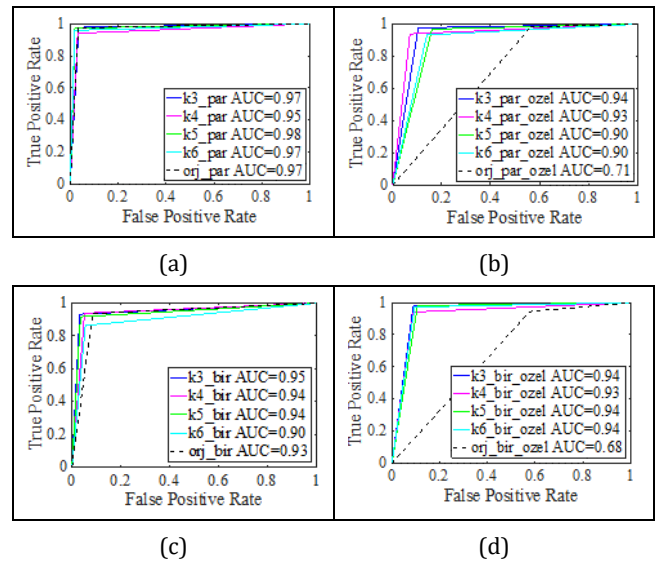 1
0.8
0.6
0.4
0.2
0
True Positive Rate
k3_par AUC=0.97
k4_par AUC=0.95
k5_par AUC=0.98
k6_par AUC=0.97
orj_par AUC=0.97
0 0.2 0.4 0.6 0.8 1
False Positive Rate
(a)
1
0.8
0.6
0.4
0.2
0
True Positive Rate
k3_par_ozel AUC=0.94
k4_par_ozel AUC=0.93
k5_par_ozel AUC=0.90
k6_par_ozel AUC=0.90
orj_par_ozel AUC=0.71
0 0.2 0.4 0.6 0.8 1
False Positive Rate
(b)
1
0.8
0.6
0.4
0.2
0
True Positive Rate
k3_bir AUC=0.95
k4_bir AUC=0.94
k5_bir AUC=0.94
k6_bir AUC=0.90
orj_bir AUC=0.93
0 0.2 0.4 0.6 0.8 1
False Positive Rate
(c)
1
0.8
0.6
0.4
0.2
0
True Positive Rate
k3_bir_ozel AUC=0.94
k4_bir_ozel AUC=0.93
k5_bir_ozel AUC=0.94
k6_bir_ozel AUC=0.94
orj_bir_ozel AUC=0.68
0 0.2 0.4 0.6 0.8 1
False Positive Rate
(d)